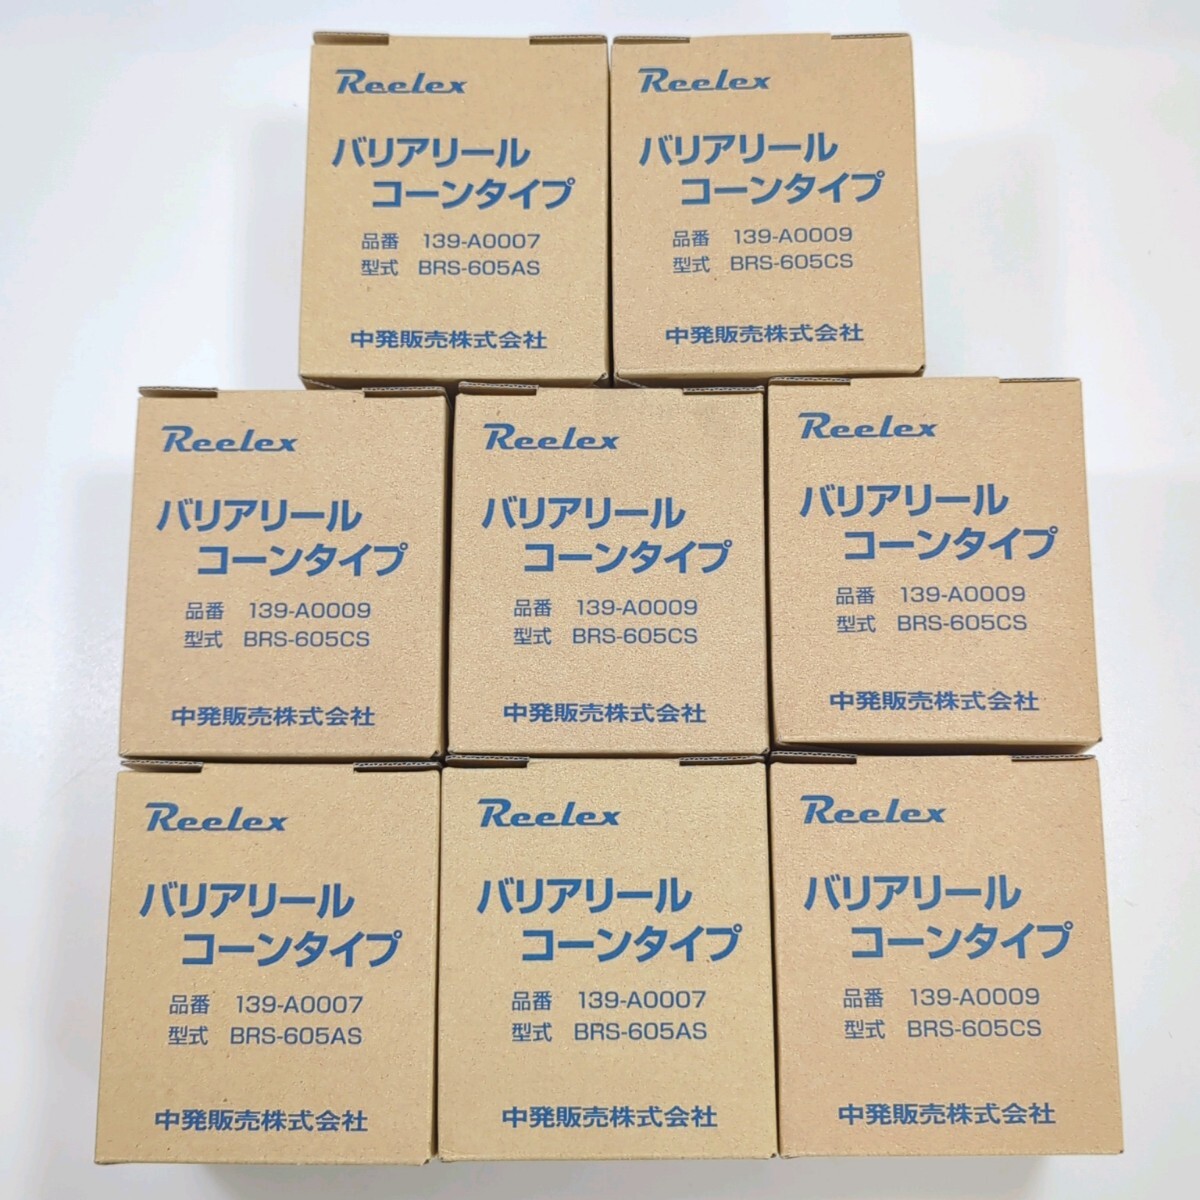 Reelex
バリアリール
コーンタイプ
品番 139-A0007
型式 BRS-605AS
中発販売株式会社
Reelex
バリアリール
コーンタイプ
品番 139-A0009
型式 BRS-605CS
中発販売株式会社
Reelex
バリアリール
コーンタイプ
品番 139-A0009
型式 BRS-605CS
中発販売株式会社
Reelex
バリアリール
コーンタイプ
品番 139-A0009
型式 BRS-605CS
中発販売株式会社
Reelex
バリアリール
コーンタイプ
品番 139-A0009
型式 BRS-605CS
中発販売株式会社
Reelex
バリアリール
コーンタイプ
品番 139-A0007
型式 BRS-605AS
中発販売株式会社
Reelex
バリアリール
コーンタイプ
品番 139-A0007
型式 BRS-605AS
中発販売株式会社
Reelex
バリアリール
コーンタイプ
品番 139-A0009
型式 BRS-605CS
中発販売株式会社